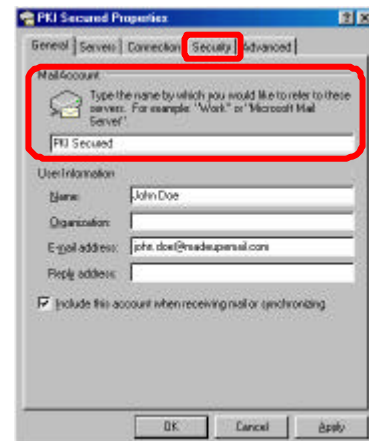 PKI Secured Properties
General Servers Connection Security Advanced
Mail Account
Type the name by which you would like to refer to these
servers. For example: "Work" or "Microsoft Mail
Server".
PKI Secured
User Information
Name: John Doe
Organization:
E-mail address: john.doe@madeupemail.com
Reply address:
Include this account when receiving mail or synchronizing
OK Cancel Apply